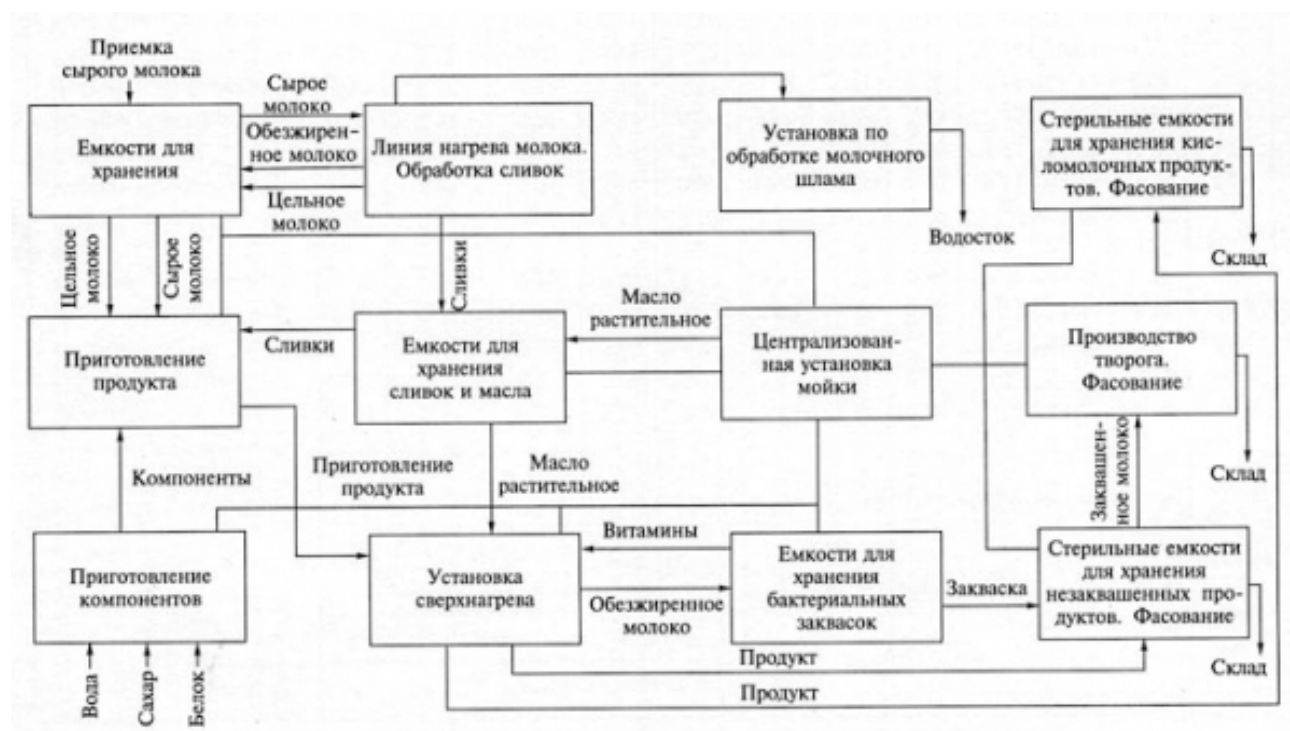 Приемка
сырого молока
Емкости для
хранения
Сырое
молоко
Обезжирен-
ное молоко
Цельное
молоко
Линия нагрева молока.
Обработка сливок
Установка по
обработке молочного
шлама
Водосток
Стерильные емкости
для хранения кис-
ломолочных продук-
тов. Фасование
Склад
Цельное
молоко
Сырое
молоко
Сливки
Приготовление
продукта
Сливки
Емкости для
хранения
сливок и масла
Масло
растительное
Централизован-
ная установка
мойки
Производство
творога.
Фасование
Склад
Компоненты
Приготовление
продукта
Масло
растительное
Заквашен-
ное молоко
Приготовление
компонентов
Вода
Сахар
Белок
Установка
сверхнагрева
Витамины
Обезжиренное
молоко
Емкости для
хранения
бактериальных
заквасок
Закваска
Стерильные емкости
для хранения
незаквашенных про-
дуктов. Фасование
Склад
Продукт
Продукт